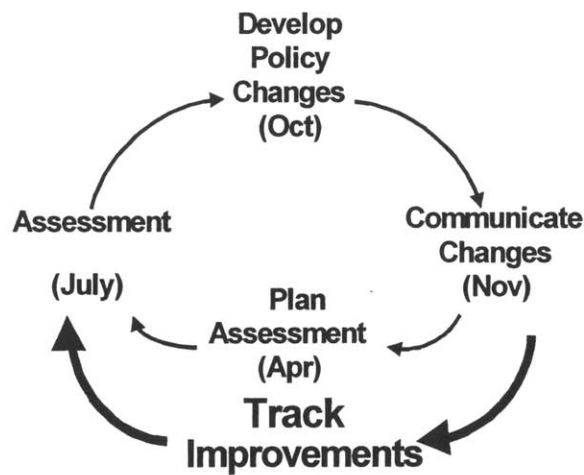 Develop
Policy
Changes
(Oct)
Assessment
(July)
Communicate
Changes
(Nov)
Plan
Assessment
(Apr)
Track
Improvements